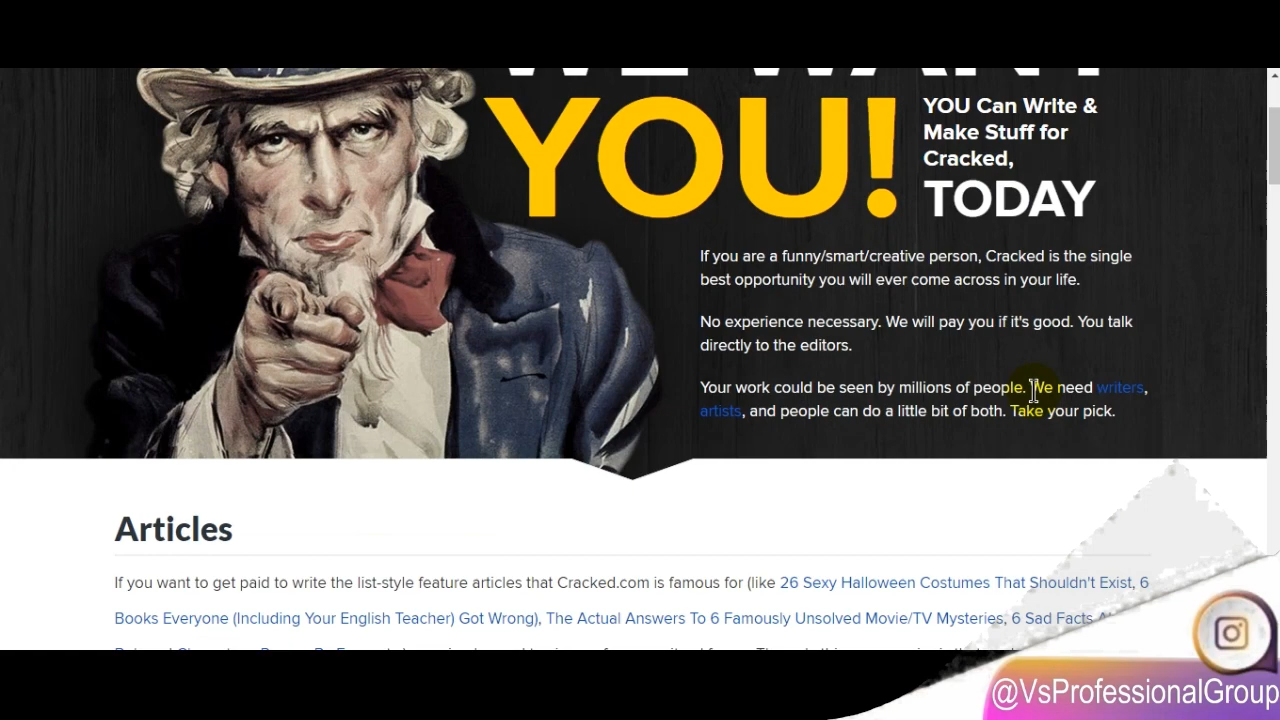 WE WANT
YOU!
YOU Can Write &
Make Stuff for
Cracked,
TODAY
If you are a funny/smart/creative person, Cracked is the single
best opportunity you will ever come across in your life.
No experience necessary. We will pay you if it's good. You talk
directly to the editors.
Your work could be seen by millions of people. We need writers,
artists, and people can do a little bit of both. Take your pick.
Articles
If you want to get paid to write the list-style feature articles that Cracked.com is famous for (like 26 Sexy Halloween Costumes That Shouldn't Exist, 6
Books Everyone (Including Your English Teacher) Got Wrong), The Actual Answers To 6 Famously Unsolved Movie/TV Mysteries, 6 Sad Facts
@VsProfessionalGroup